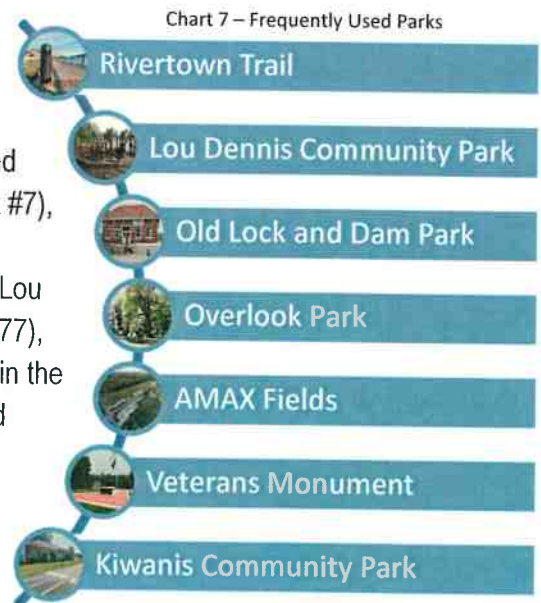 Chart 7 – Frequently Used Parks
Rivertown Trail
Lou Dennis Community Park
#7),
Old Lock and Dam Park
Lou
77),
Overlook Park
in the
AMAX Fields
Veterans Monument
Kiwanis Community Park